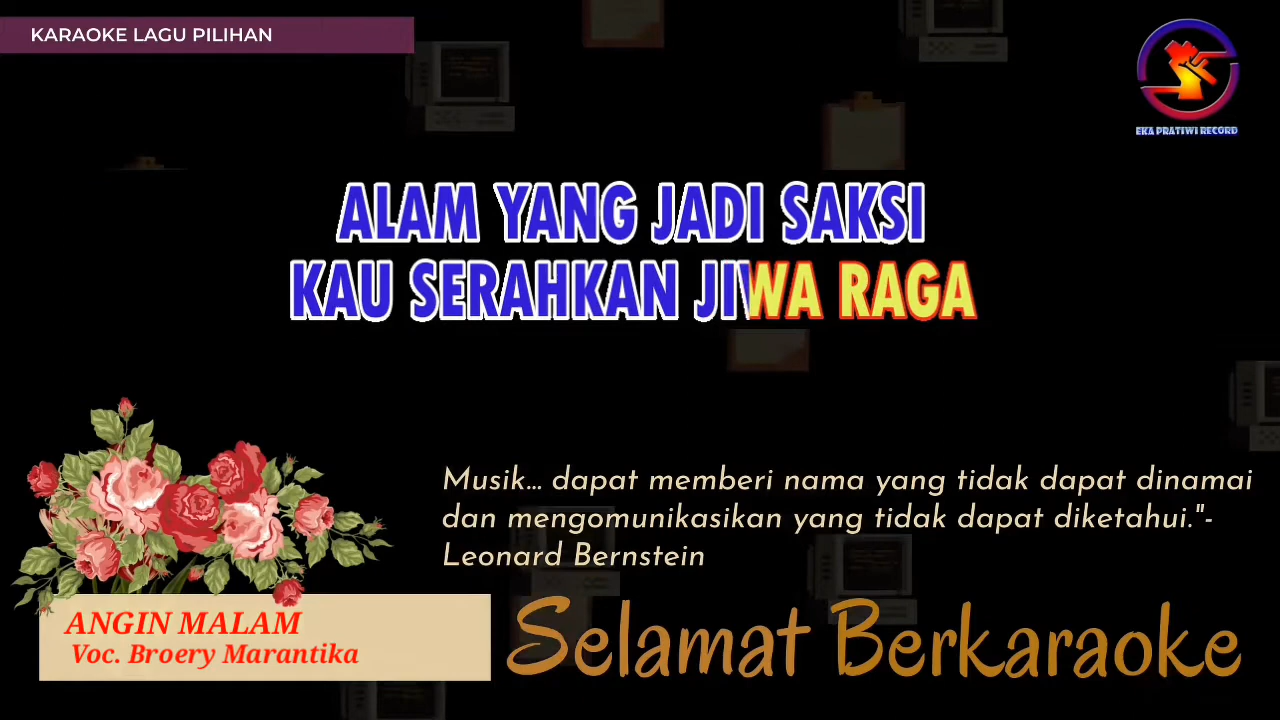 KARAOKE LAGU PILIHAN
EKA PRATIWI RECORD
ALAM YANG JADI SAKSI
KAU SERAHKAN JIWA RAGA
Musik... dapat memberi nama yang tidak dapat dinamai
dan mengomunikasikan yang tidak dapat diketahui."-
Leonard Bernstein
ANGIN MALAM
Voc. Broery Marantika
Selamat Berkaraoke